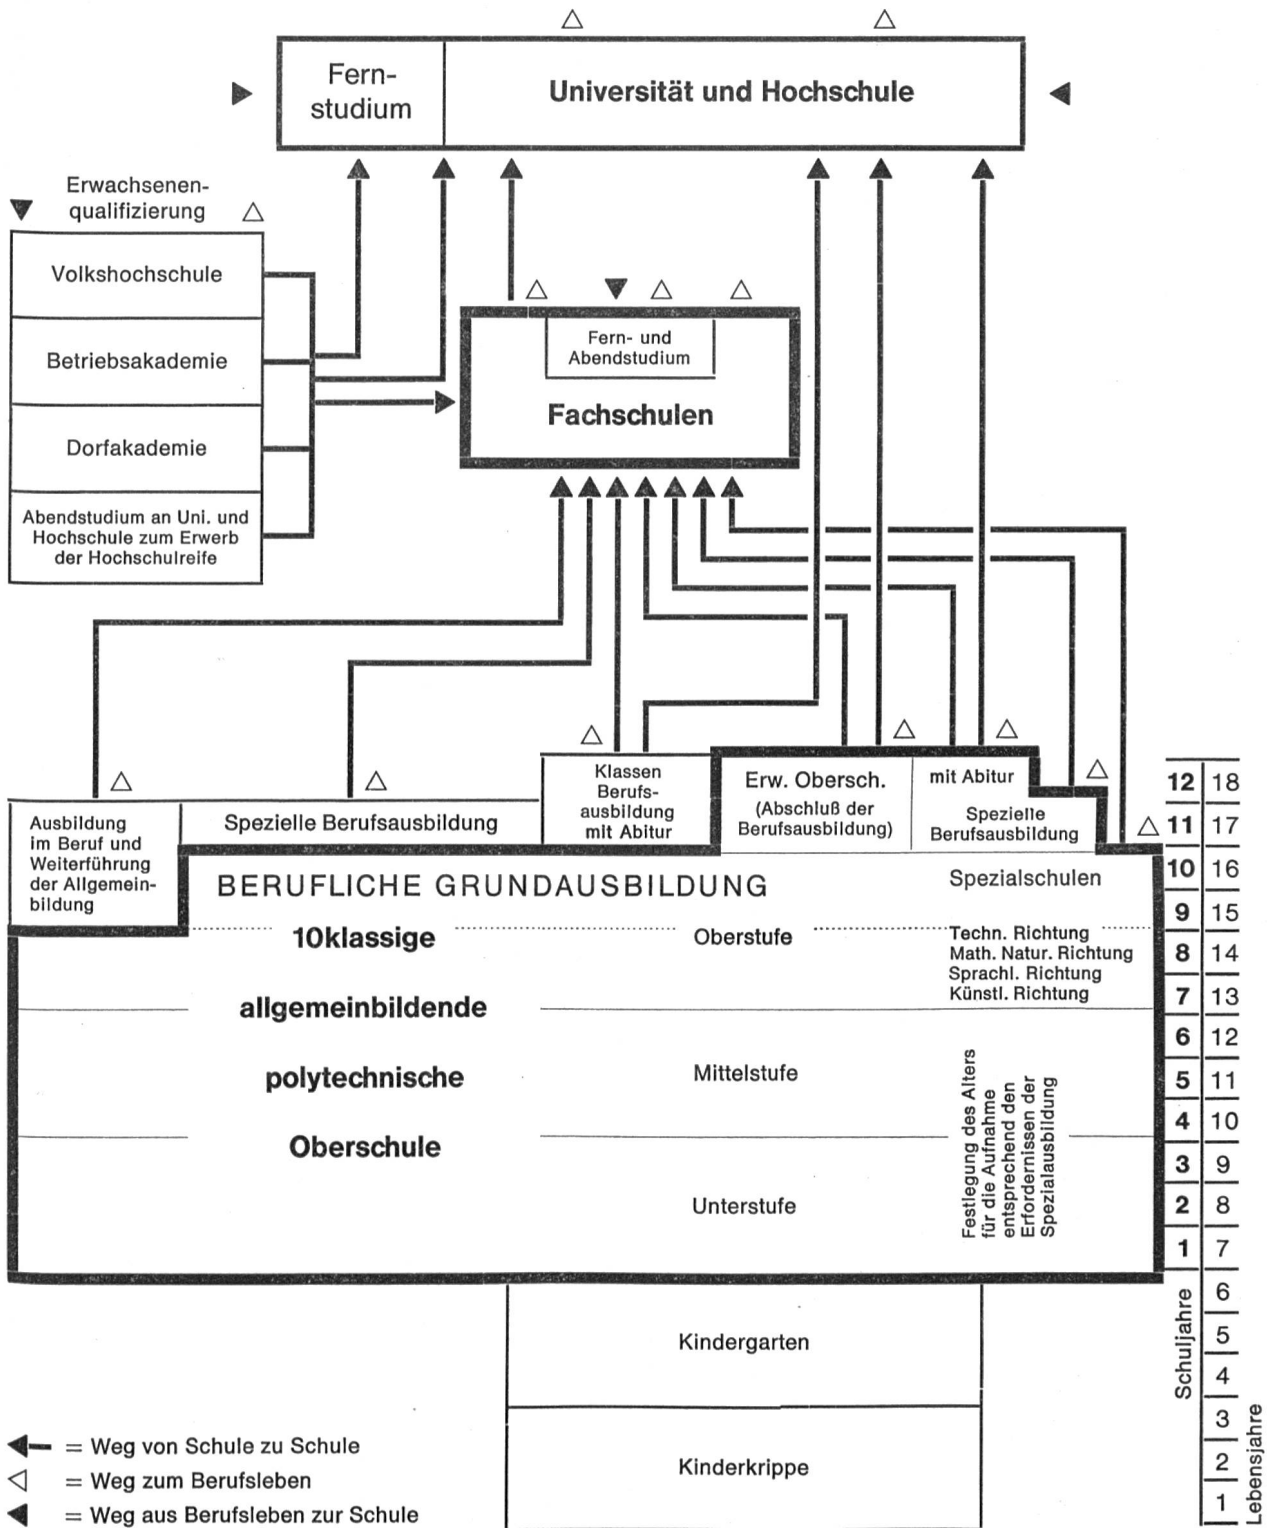 Fern-
studium
Universität und Hochschule
Erwachsenen-
qualifizierung
Volkshochschule
Betriebsakademie
Dorfakademie
Abendstudium an Uni. und
Hochschule zum Erwerb
der Hochschulreife
Fern- und
Abendstudium
Fachschulen
Ausbildung
im Beruf und
Weiterführung
der Allgemein-
bildung
Spezielle Berufsausbildung
Klassen
Berufs-
ausbildung
mit Abitur
Erw. Obersch.
(Abschluß der
Berufsausbildung)
mit Abitur
Spezielle
Berufsausbildung
BERUFLICHE GRUNDAUSBILDUNG
Spezialschulen
10klassige
allgemeinbildende
polytechnische
Oberschule
Oberstufe
Techn. Richtung
Math. Natur. Richtung
Sprachl. Richtung
Künstl. Richtung
Mittelstufe
Unterstufe
Festlegung des Alters
für die Aufnahme
entsprechend den
Erfordernissen der
Spezialausbildung
Kindergarten
Kinderkrippe
12 18
11 17
10 16
9 15
8 14
7 13
6 12
5 11
4 10
3 9
2 8
1 7
6
5
4
3
2
1
Schuljahre
Lebensjahre
= Weg von Schule zu Schule
= Weg zum Berufsleben
= Weg aus Berufsleben zur Schule